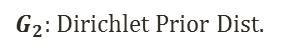 G₂: Dirichlet Prior Dist.